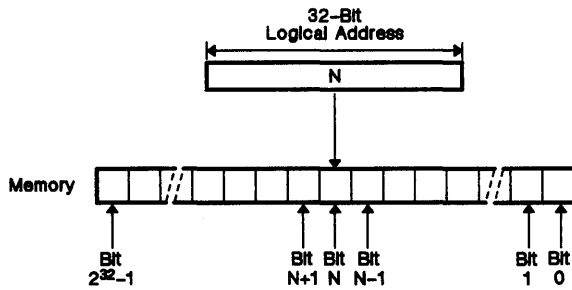 32-Bit
Logical Address
N
Memory
Bit Bit Bit Bit Bit Bit
2³²-1 N+1 N N-1 1 0